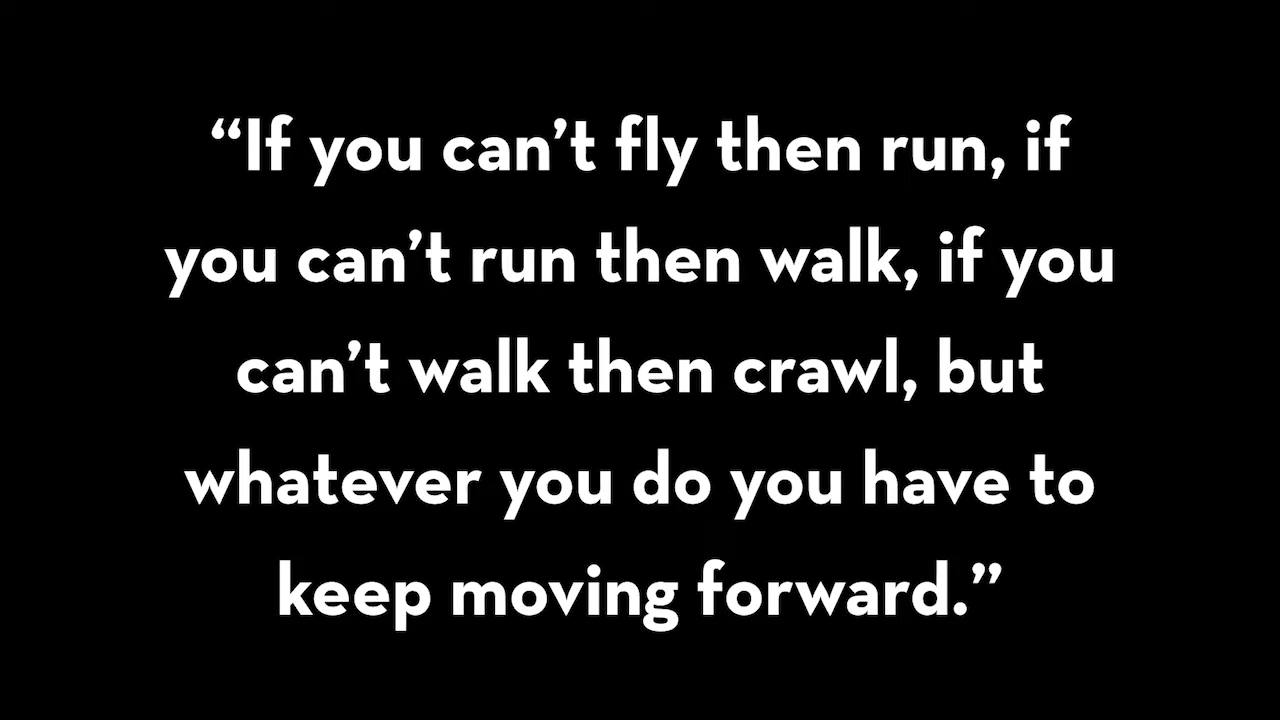 “If you can’t fly then run, if
you can’t run then walk, if you
can’t walk then crawl, but
whatever you do you have to
keep moving forward.”